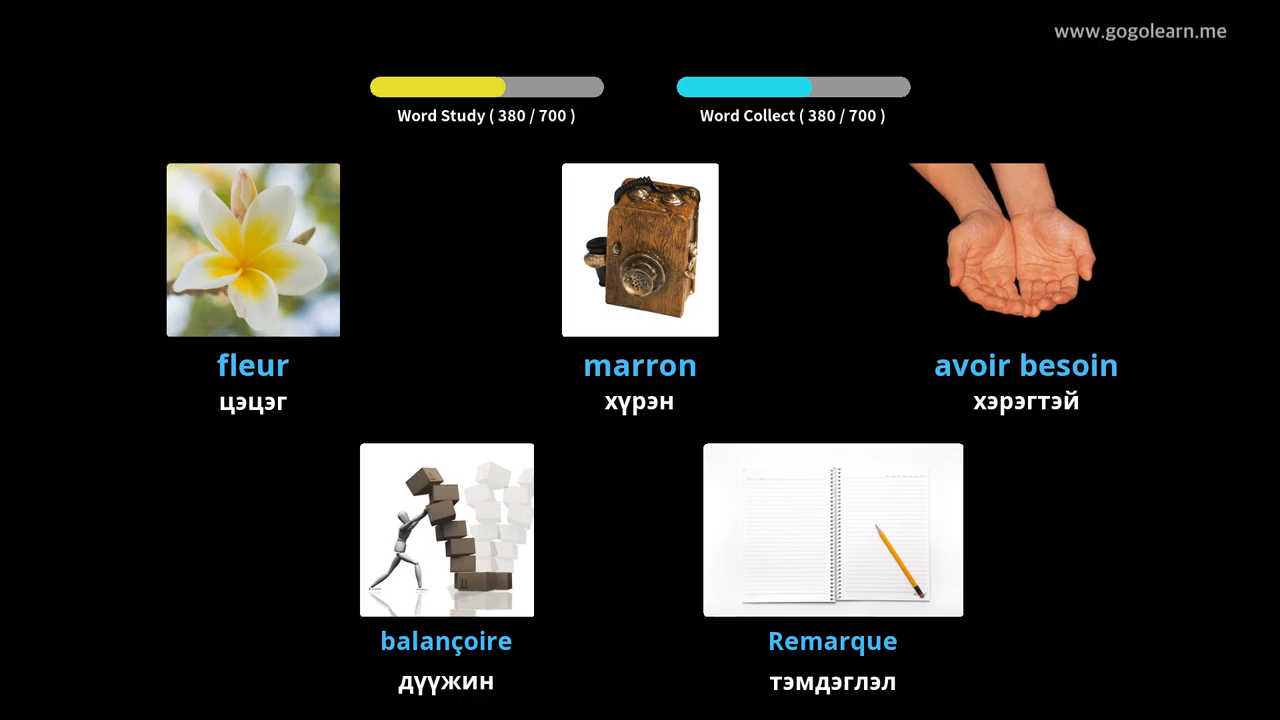 www.gogolearn.me
Word Study ( 380 / 700 )
Word Collect ( 380 / 700 )
fleur
цэцэг
marron
хүрэн
avoir besoin
хэрэгтэй
balançoire
дүүжин
Remarque
тэмдэглэл